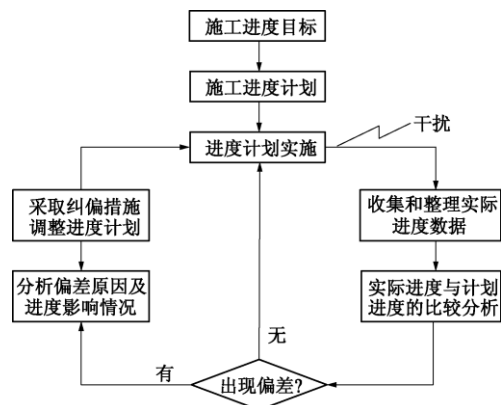 施工进度目标
施工进度计划
进度计划实施
干扰
采取纠偏措施
调整进度计划
收集和整理实际
进度数据
分析偏差原因及
进度影响情况
实际进度与计划
进度的比较分析
无
有
出现偏差?